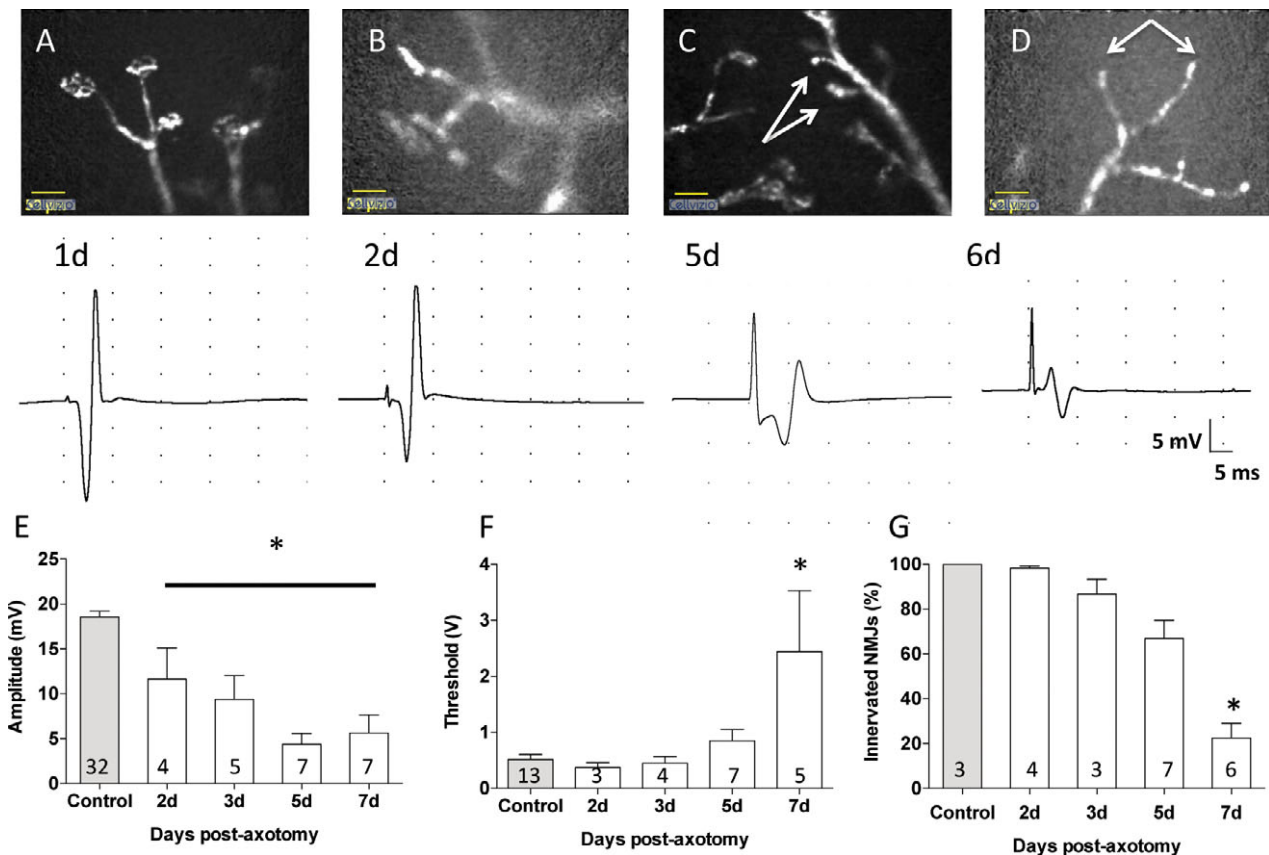 A
B
C
D
Cellvizio
Cellvizio
Cellvizio
Cellvizio
1d
2d
5d
6d
5 mV
5 ms
E
*
25
20
15
10
5
0
Amplitude (mV)
32
4
5
7
7
Control
2d
3d
5d
7d
Days post-axotomy
F
*
4
3
2
1
0
Threshold (V)
13
3
4
7
5
Control
2d
3d
5d
7d
Days post-axotomy
G
*
100
80
60
40
20
0
Innervated NMJs (%)
3
4
3
7
6
Control
2d
3d
5d
7d
Days post-axotomy